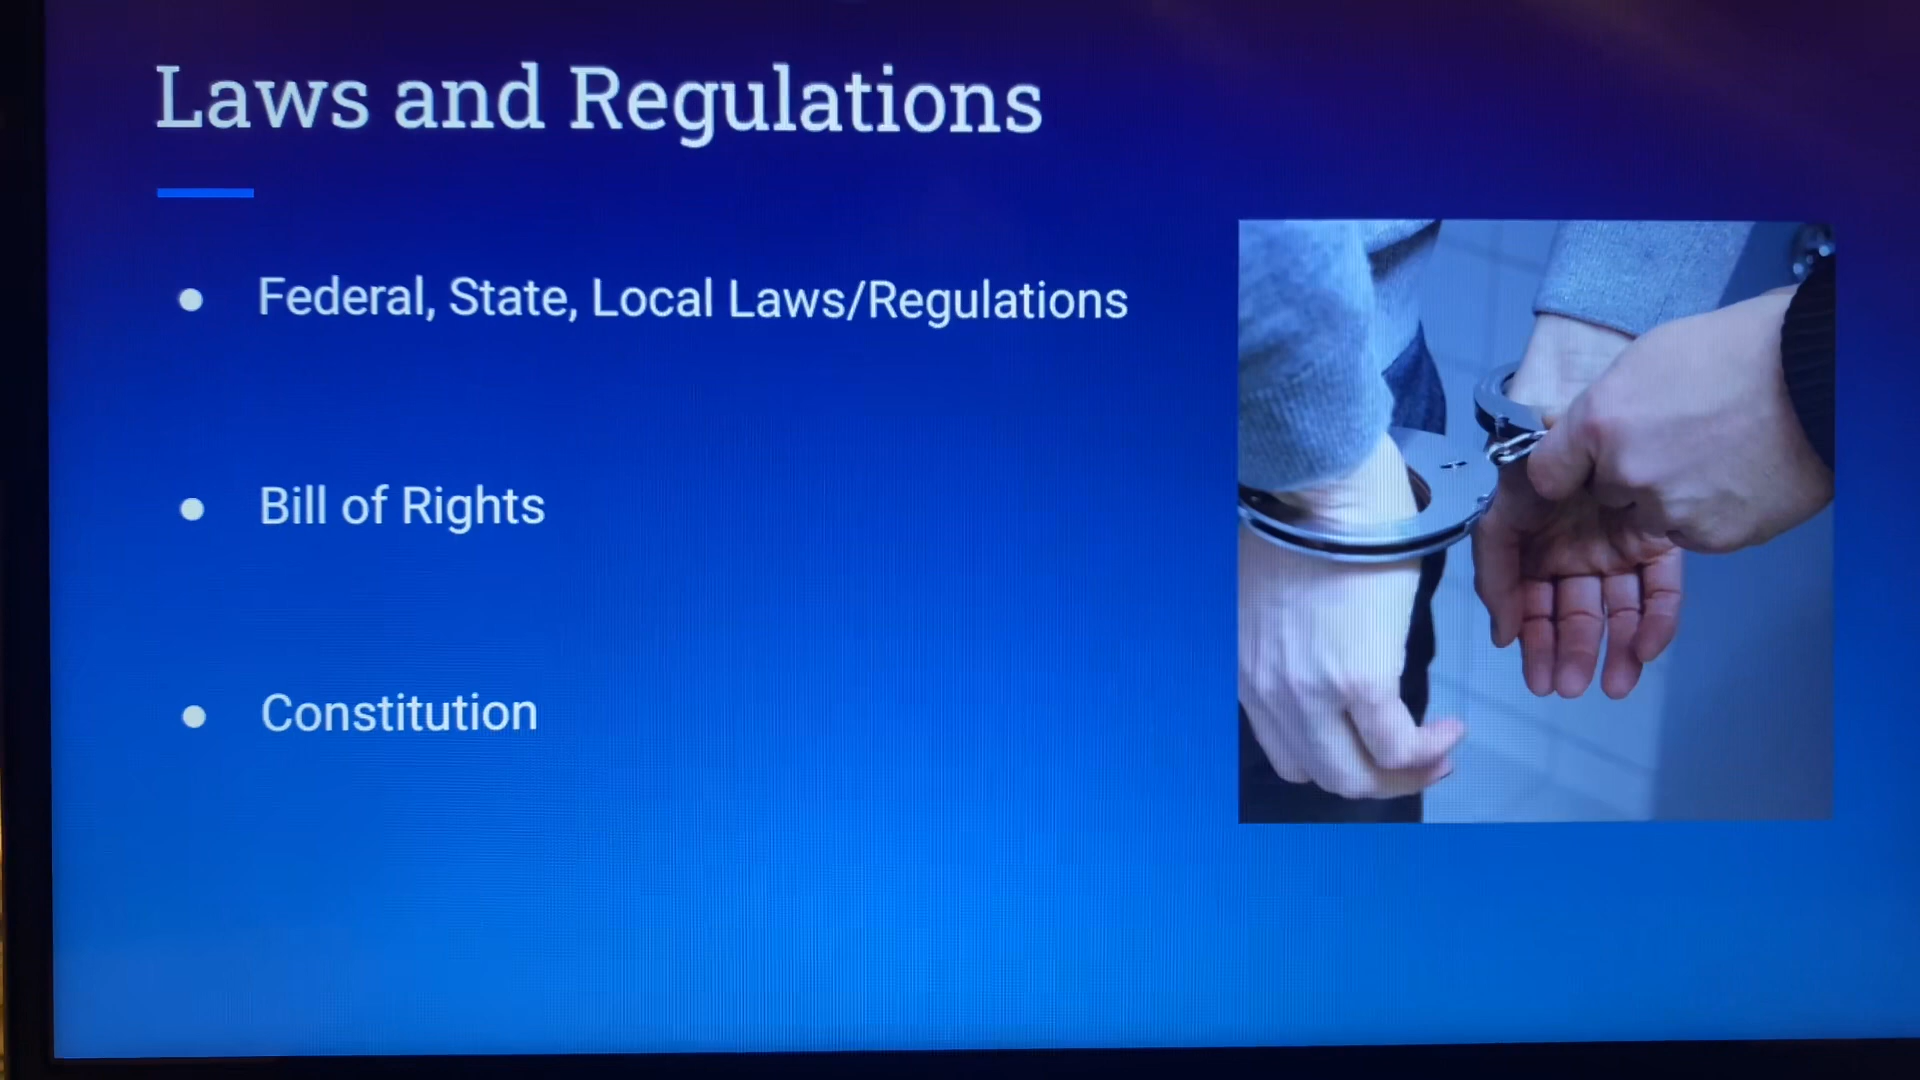 Laws and Regulations
Federal, State, Local Laws/Regulations
Bill of Rights
Constitution